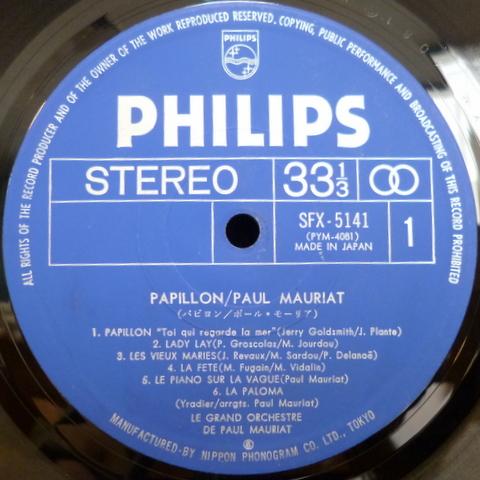 ALL RIGHTS OF THE RECORD PRODUCER AND OF THE OWNER OF THE WORK REPRODUCED RESERVED. COPYING, PUBLIC PERFORMANCE AND BROADCASTING OF THIS RECORD PROHIBITED
PHILIPS
PHILIPS
STEREO
33 1/3
SFX-5141
(PYM-4081)
MADE IN JAPAN
1
PAPILLON/PAUL MAURIAT
(パピヨン/ポール・モーリア)
1. PAPILLON "Toi qui regarde la mer"(Jerry Goldsmith/J. Plante)
2. LADY LAY(P. Groscolas/M. Jourdou)
3. LES VIEUX MARIES(J. Revaux/M. Sardou/P. Delanoë)
4. LA FETE(M. Fugain/M. Vidalin)
5. LE PIANO SUR LA VAGUE(Paul Mauriat)
6. LA PALOMA
(Yradier/arrgts. Paul Mauriat)
LE GRAND ORCHESTRE
DE PAUL MAURIAT
MANUFACTURED BY NIPPON PHONOGRAM CO. LTD., TOKYO